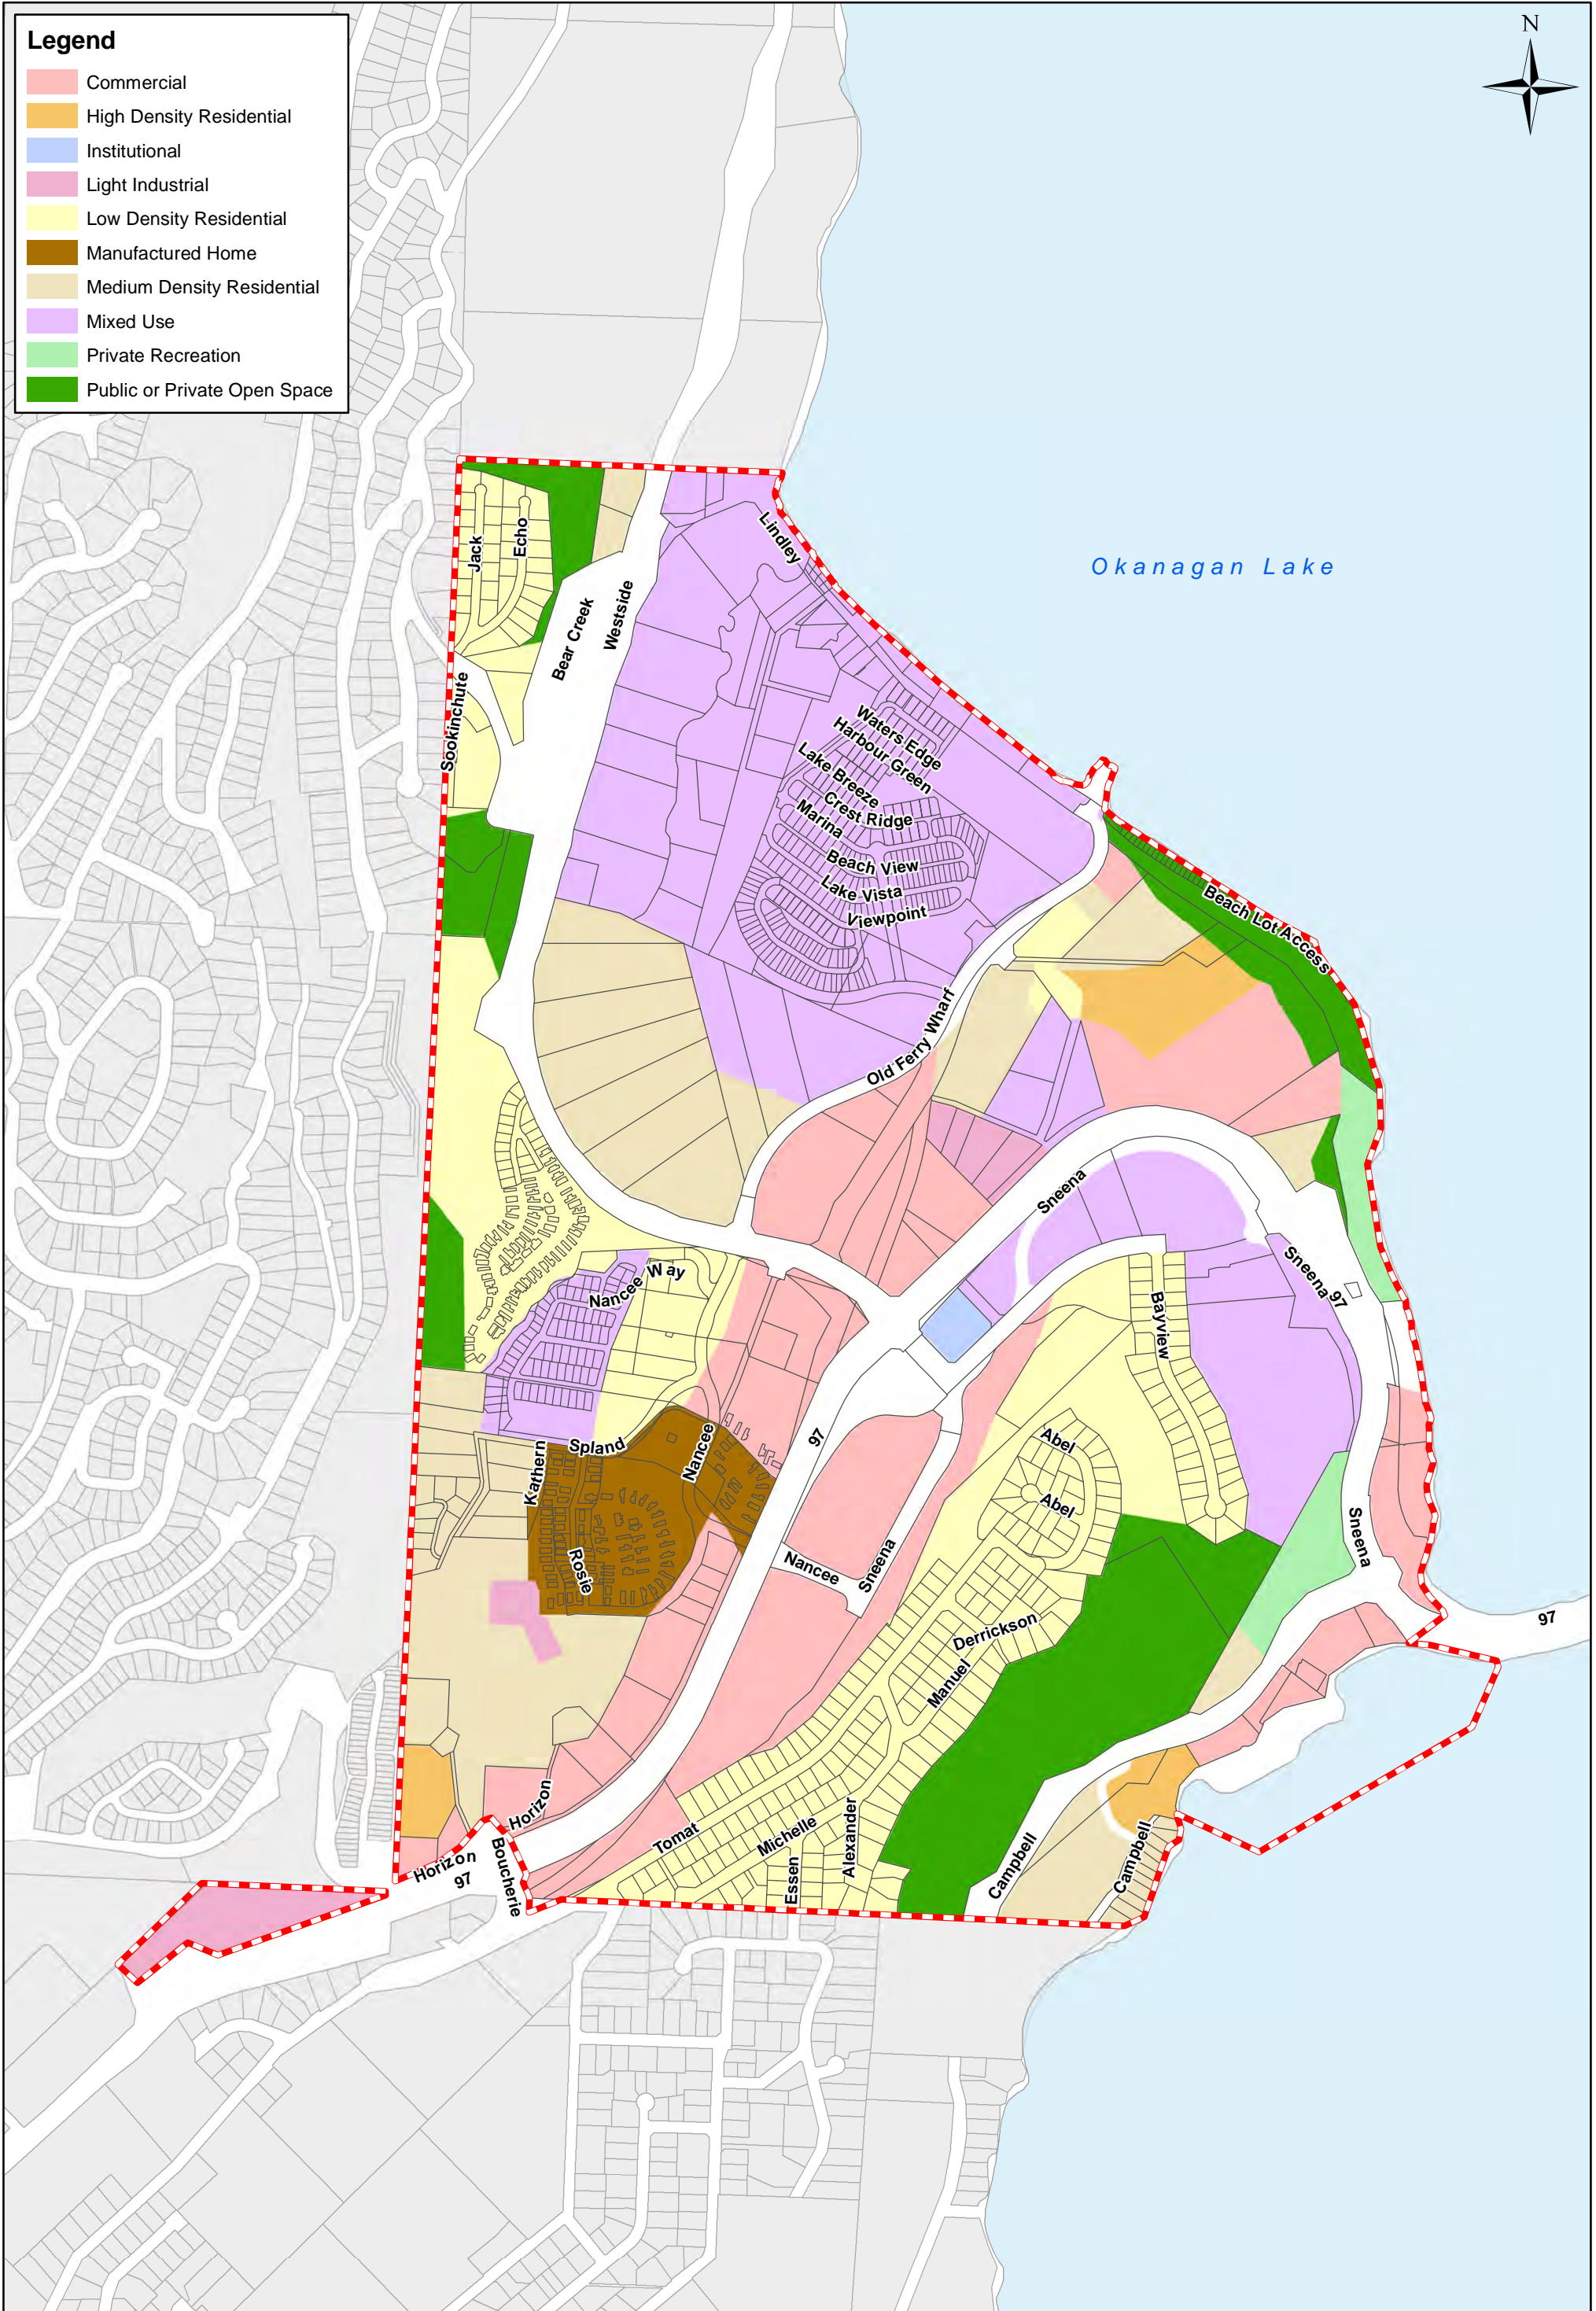 Legend
Commercial
High Density Residential
Institutional
Light Industrial
Low Density Residential
Manufactured Home
Medium Density Residential
Mixed Use
Private Recreation
Public or Private Open Space
N
Okanagan Lake
Lindley
Jack
Echo
Bear Creek
Westside
Sookinchute
Waters Edge
Harbour Green
Lake Breeze
Crest Ridge
Marina
Beach View
Lake Vista
Viewpoint
Beach Lot Access
Old Ferry Wharf
Sneena
Sneena
97
Nancee Way
Bayview
97
Nancee
Spland
Kathern
Rosie
Abel
Abel
Nancee
Sneena
Sneena
97
Derrickson
Manuel
Horizon
Tomat
Michelle
Alexander
Essen
Horizon
97
Boucherie
Campbell
Campbell